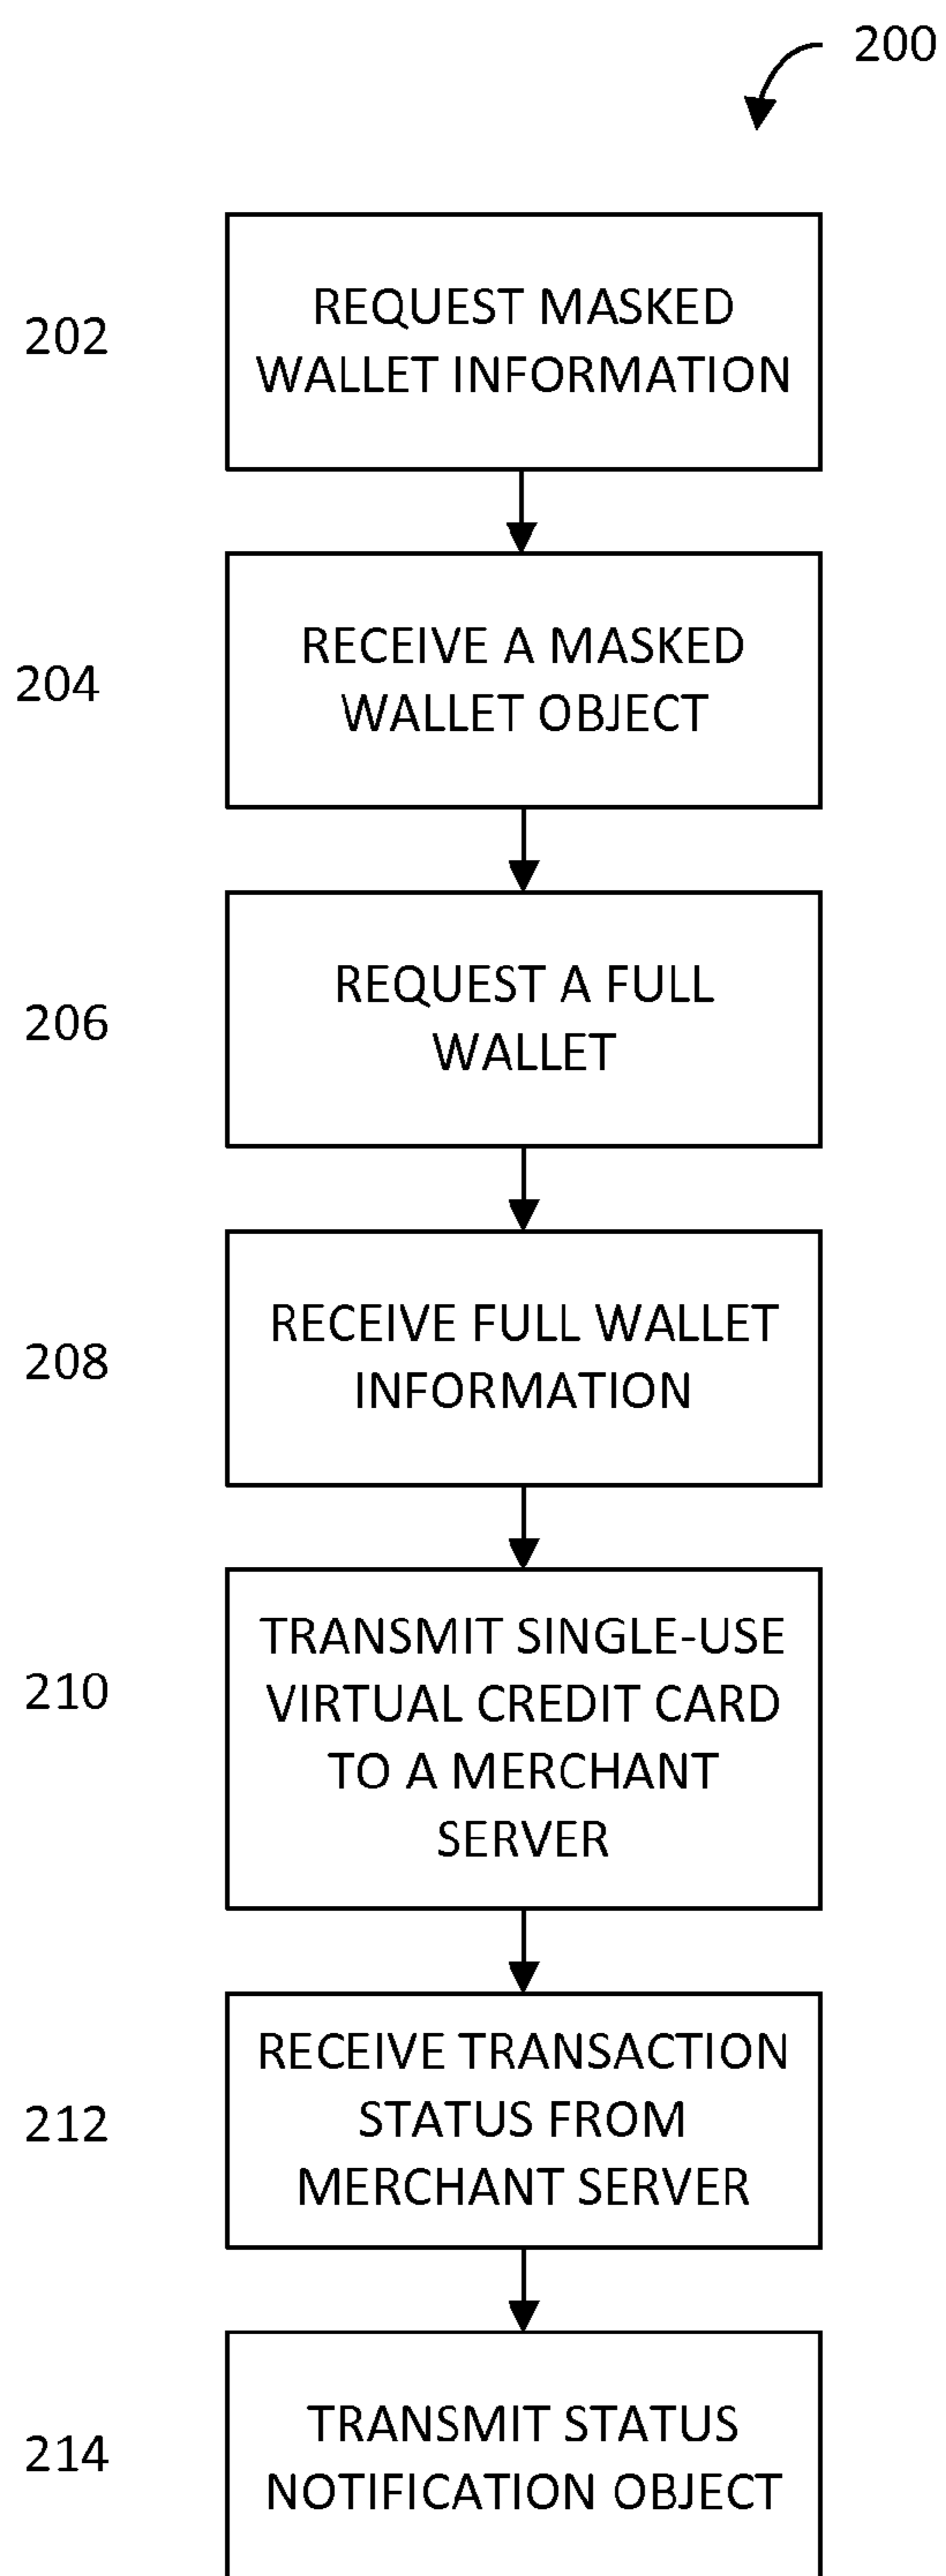 200
202
REQUEST MASKED
WALLET INFORMATION
204
RECEIVE A MASKED
WALLET OBJECT
206
REQUEST A FULL
WALLET
208
RECEIVE FULL WALLET
INFORMATION
210
TRANSMIT SINGLE-USE
VIRTUAL CREDIT CARD
TO A MERCHANT
SERVER
212
RECEIVE TRANSACTION
STATUS FROM
MERCHANT SERVER
214
TRANSMIT STATUS
NOTIFICATION OBJECT